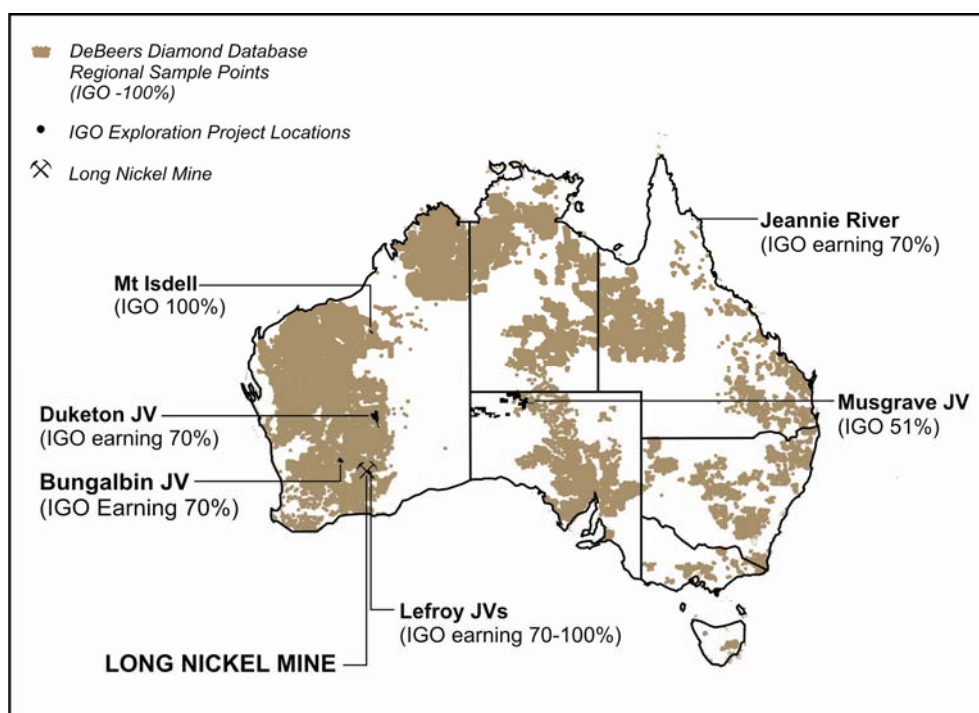 DeBeers Diamond Database
Regional Sample Points
(IGO -100%)
IGO Exploration Project Locations
Long Nickel Mine
Jeannie River
(IGO earning 70%)
Mt Isdell
(IGO 100%)
Duketon JV
(IGO earning 70%)
Musgrave JV
(IGO 51%)
Bungalbin JV
(IGO Earning 70%)
Lefroy JVs
(IGO earning 70-100%)
LONG NICKEL MINE